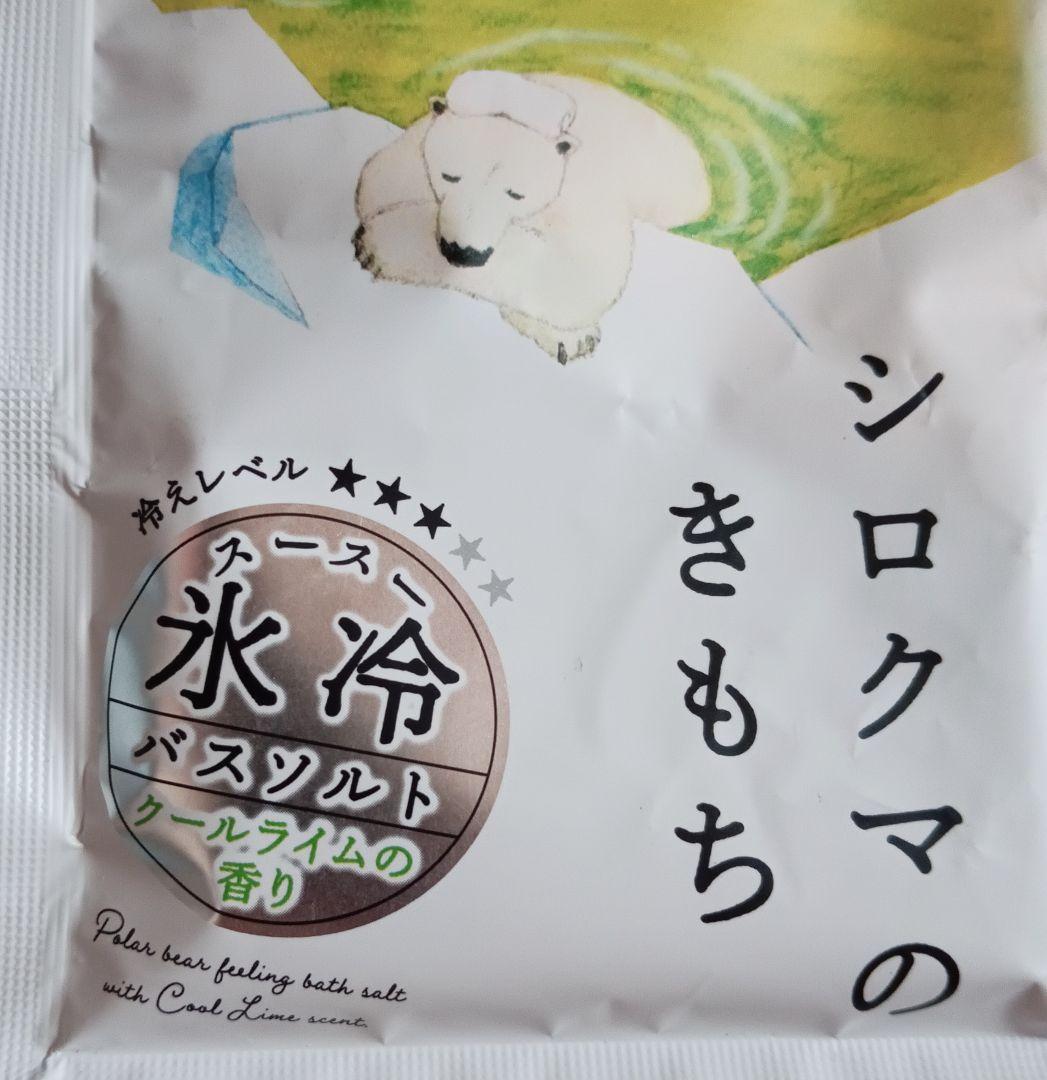 シロクマの
きもち
冷えレベル ★★★★★
スースー
氷冷
バスソルト
クールライムの
香り
Polar bear feeling bath salt
with Cool Lime scent.